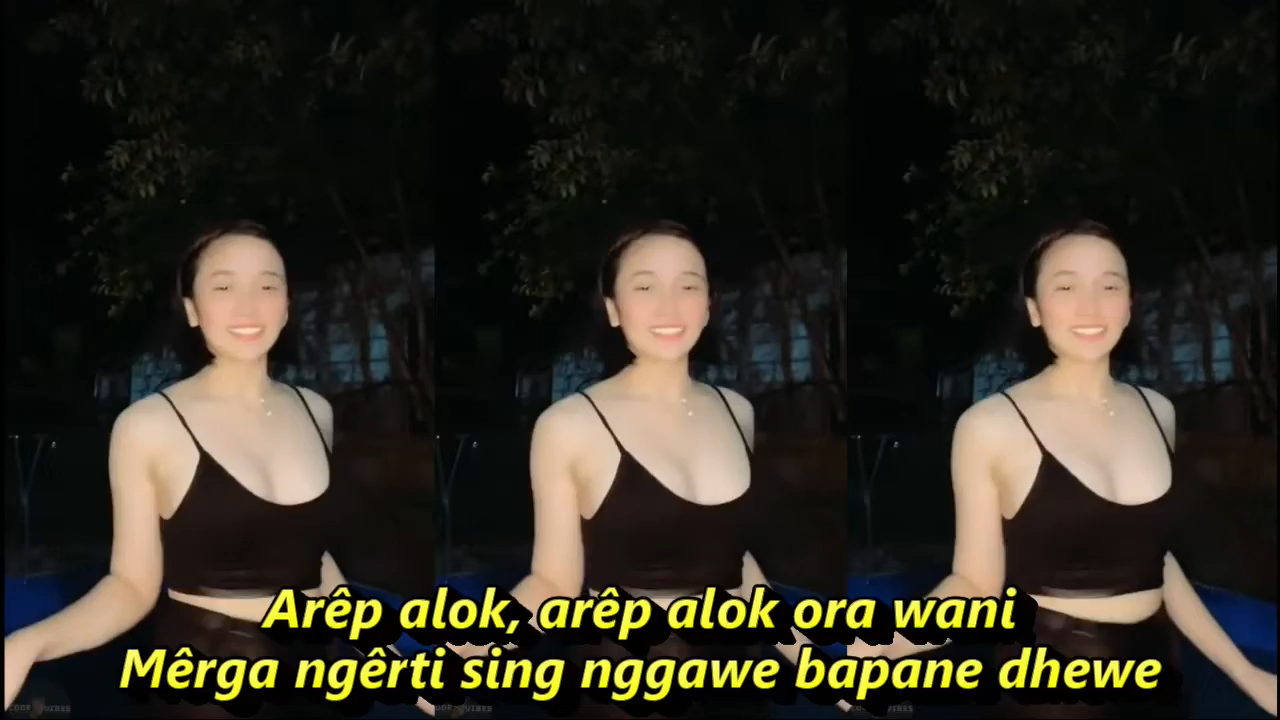 Arêp alok, arêp alok ora wani
Mêrga ngêrti sing nggawe bapane dhewe